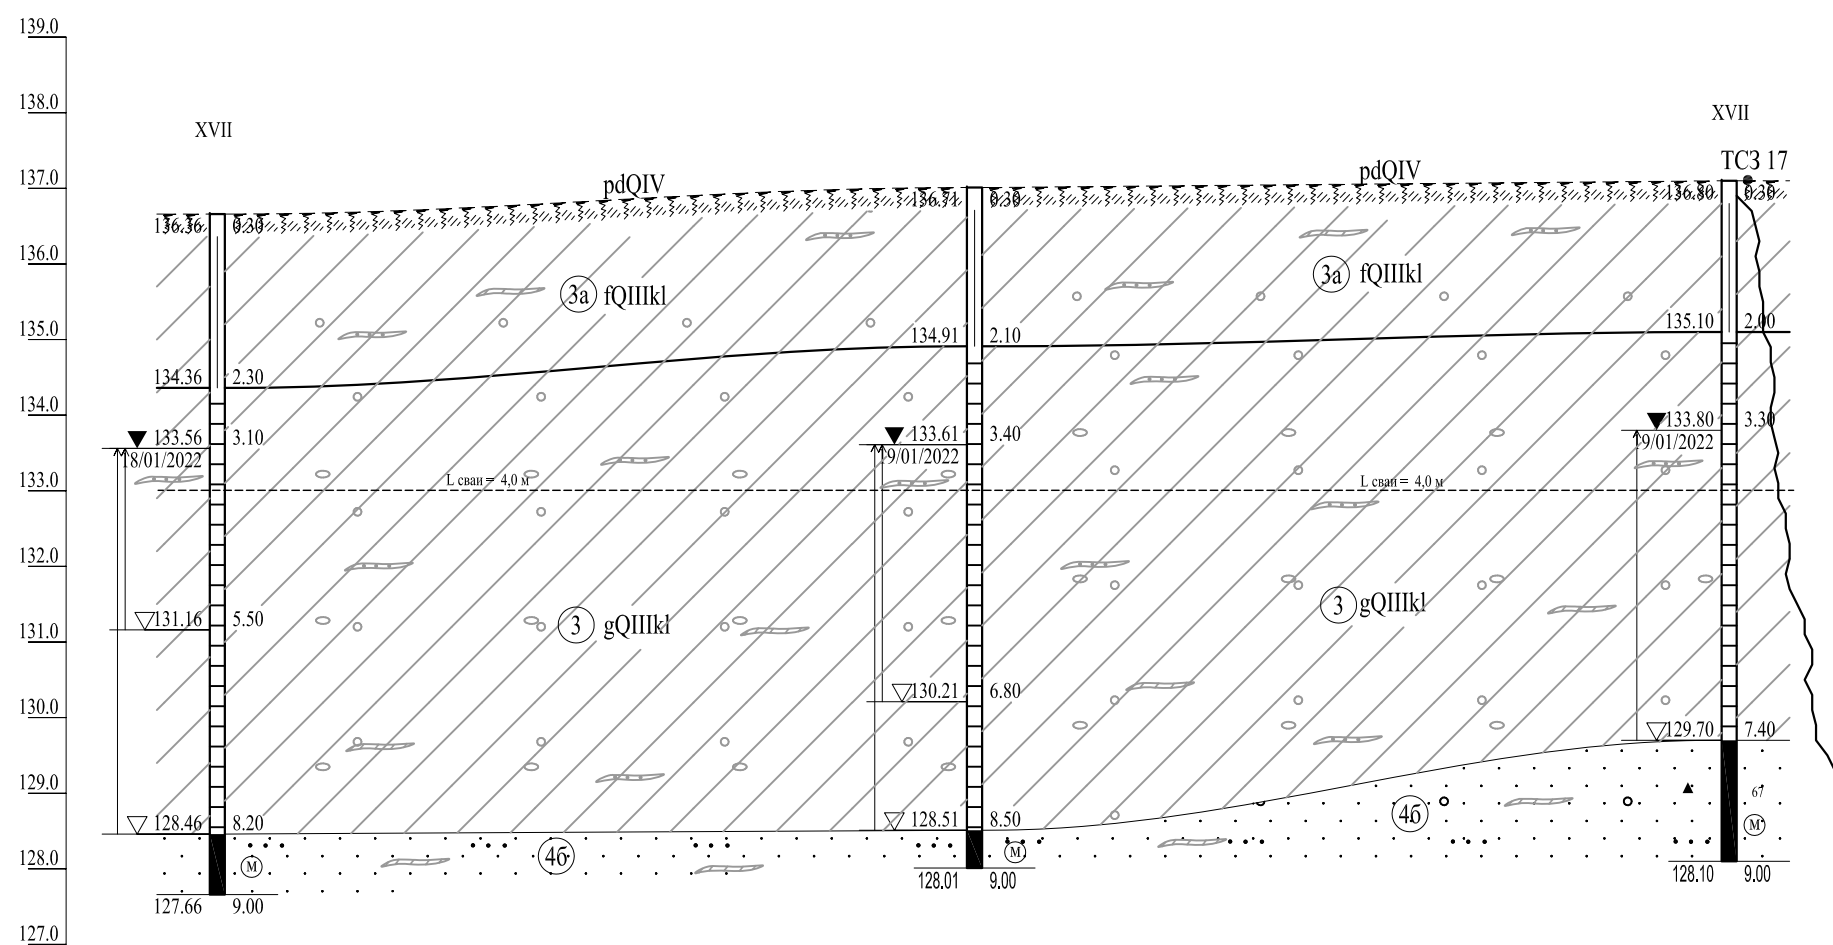 139.0
138.0
137.0
136.0
135.0
134.0
133.0
132.0
131.0
130.0
129.0
128.0
127.0
XVII
136.36 0.30
134.36 2.30
133.56 3.10
18/01/2022
131.16 5.50
128.46 8.20
М
127.66 9.00
pdQIV
3а fQIIIkl
L сваи = 4,0 м
3 gQIIIkl
4б
136.71 0.30
134.91 2.10
133.61 3.40
19/01/2022
130.21 6.80
128.51 8.50
М
128.01 9.00
pdQIV
3а fQIIIkl
L сваи = 4,0 м
3 gQIIIkl
4б
XVII
ТСЗ 17
136.80 0.30
135.10 2.00
133.80 3.30
19/01/2022
129.70 7.40
67
М
128.10 9.00